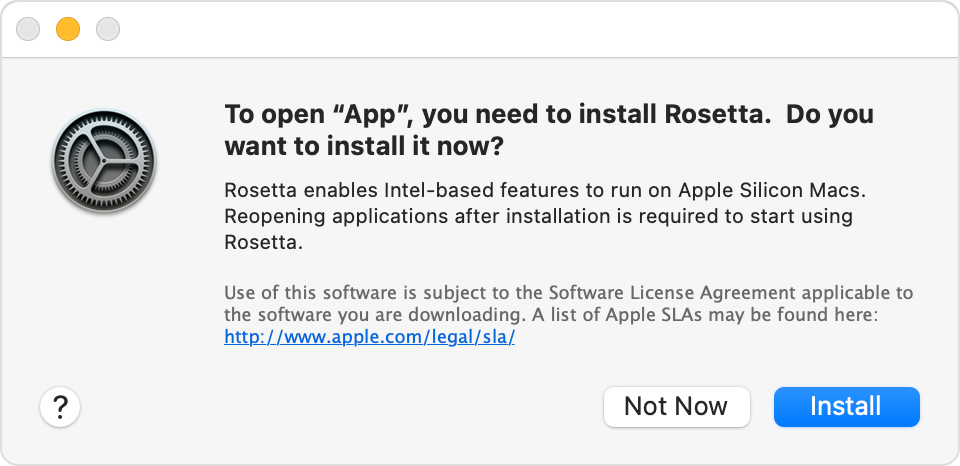 To open “App”, you need to install Rosetta.  Do you
want to install it now?
Rosetta enables Intel-based features to run on Apple Silicon Macs.
Reopening applications after installation is required to start using
Rosetta.
Use of this software is subject to the Software License Agreement applicable to
the software you are downloading. A list of Apple SLAs may be found here:
http://www.apple.com/legal/sla/
?
Not Now
Install